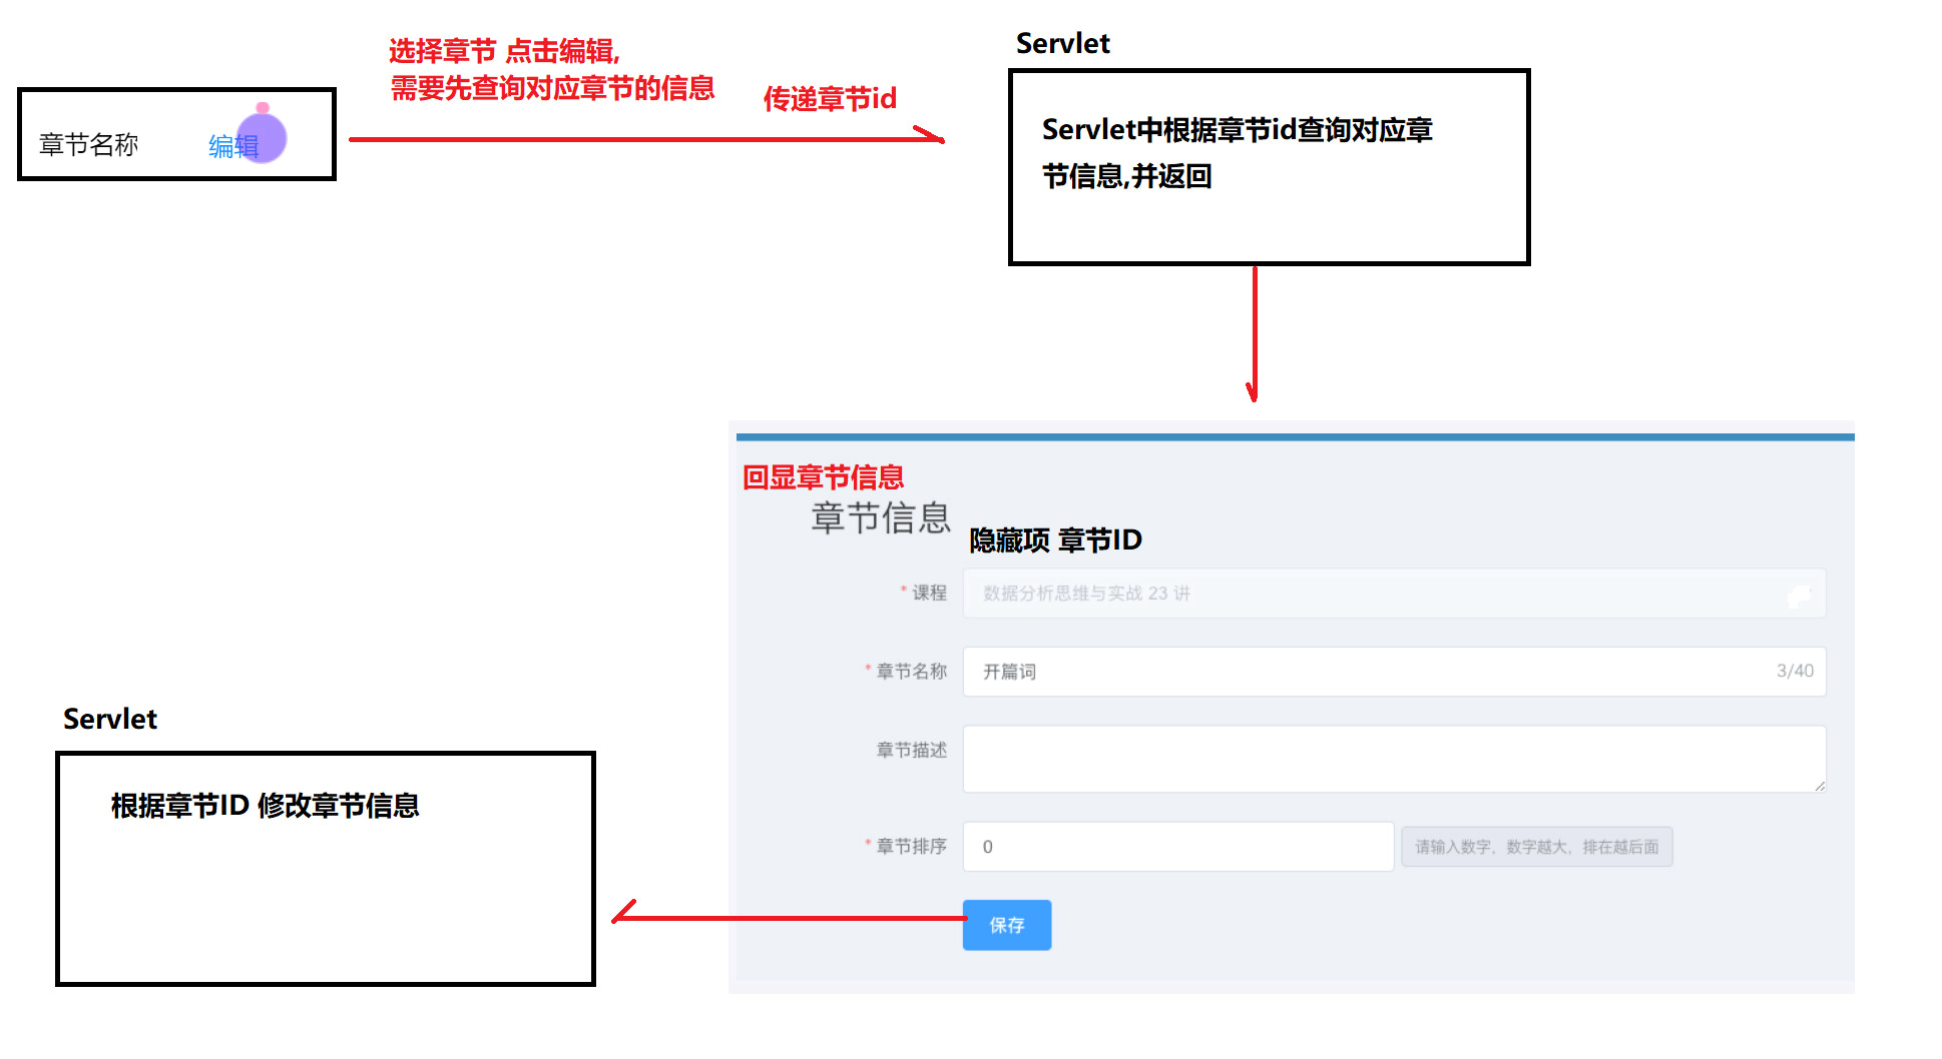 选择章节 点击编辑,
需要先查询对应章节的信息
传递章节id
章节名称 编辑
Servlet
Servlet中根据章节id查询对应章
节信息,并返回
回显章节信息
章节信息
隐藏项 章节ID
* 课程 数据分析思维与实战 23 讲
* 章节名称 开篇词 3/40
章节描述
* 章节排序 0 请输入数字，数字越大，排在越后面
保存
Servlet
根据章节ID 修改章节信息